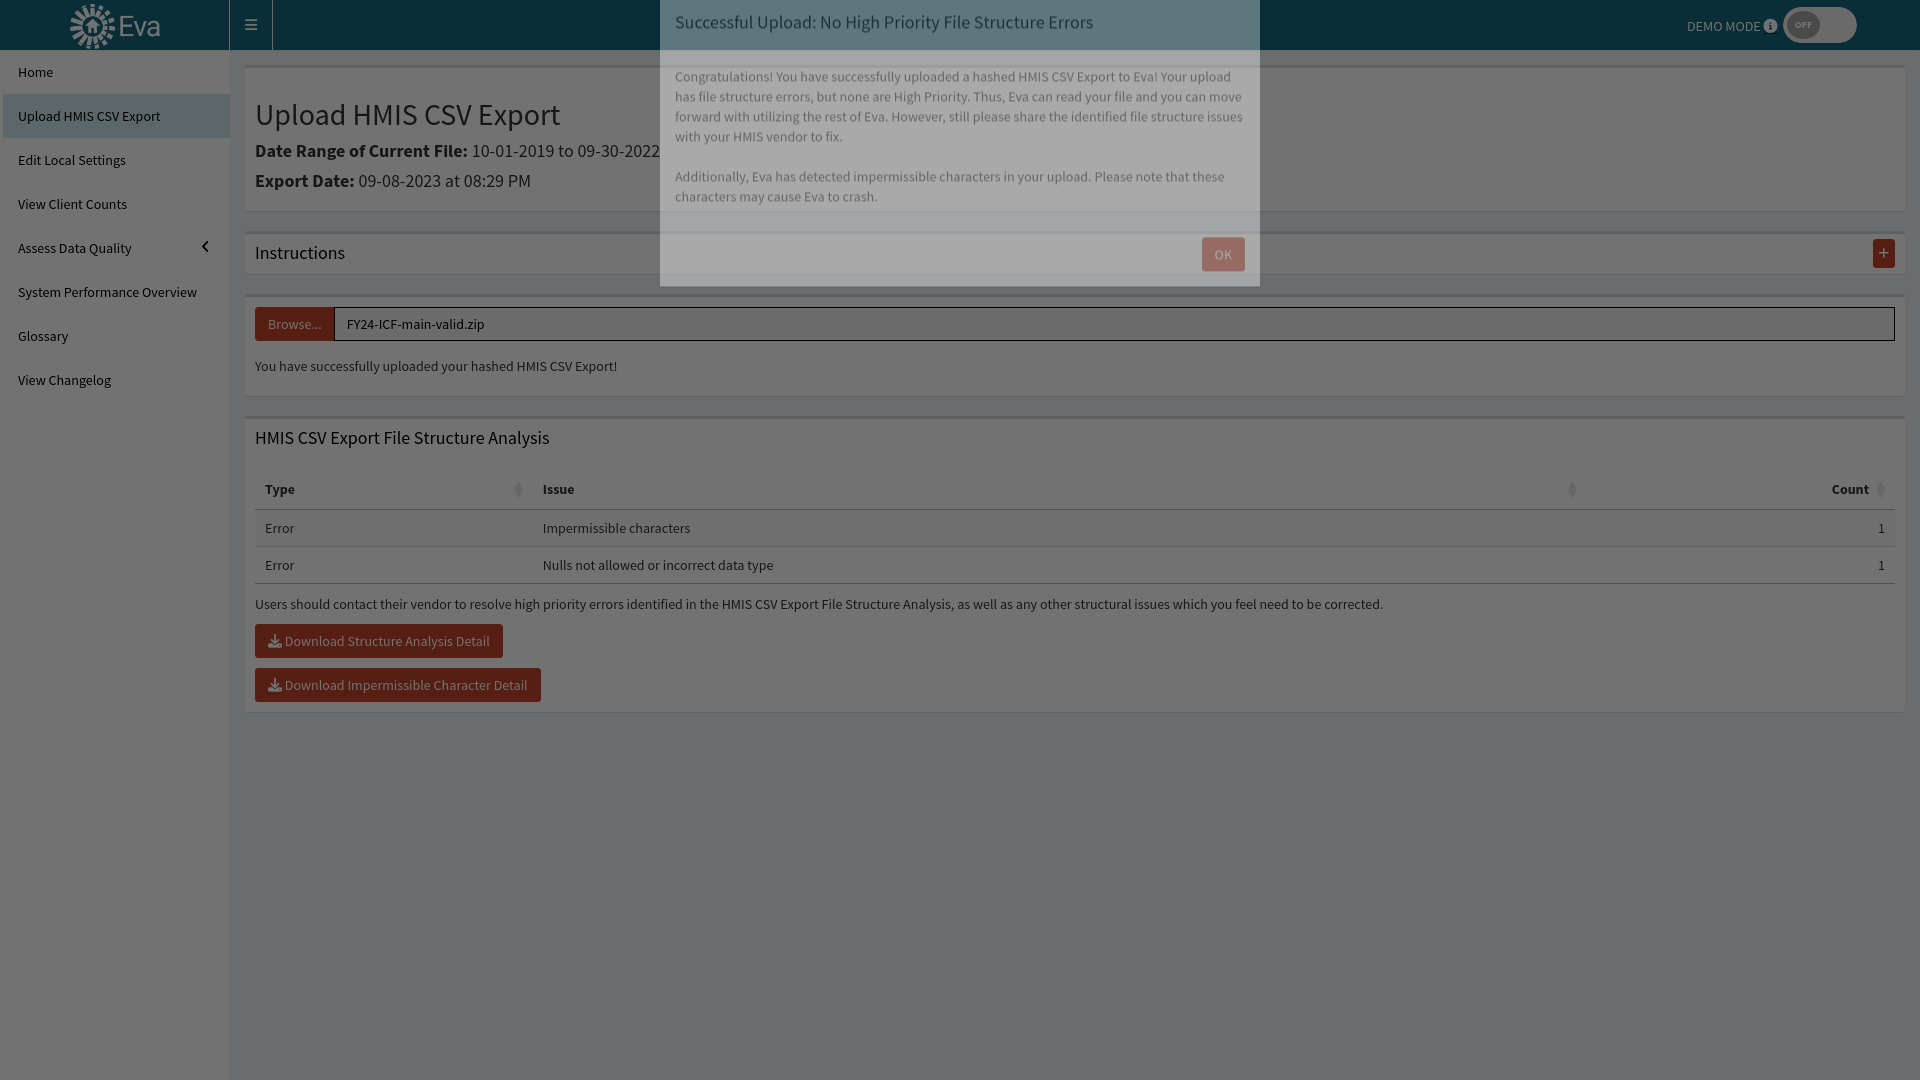 Eva
☰
DEMO MODE
OFF
Home
Upload HMIS CSV Export
Edit Local Settings
View Client Counts
Assess Data Quality
System Performance Overview
Glossary
View Changelog
Successful Upload: No High Priority File Structure Errors
Congratulations! You have successfully uploaded a hashed HMIS CSV Export to Eva! Your upload
has file structure errors, but none are High Priority. Thus, Eva can read your file and you can move
forward with utilizing the rest of Eva. However, still please share the identified file structure issues
with your HMIS vendor to fix.
Additionally, Eva has detected impermissible characters in your upload. Please note that these
characters may cause Eva to crash.
OK
Upload HMIS CSV Export
Date Range of Current File: 10-01-2019 to 09-30-2022
Export Date: 09-08-2023 at 08:29 PM
Instructions
+
Browse... FY24-ICF-main-valid.zip
You have successfully uploaded your hashed HMIS CSV Export!
HMIS CSV Export File Structure Analysis
Type Issue Count
Error Impermissible characters 1
Error Nulls not allowed or incorrect data type 1
Users should contact their vendor to resolve high priority errors identified in the HMIS CSV Export File Structure Analysis, as well as any other structural issues which you feel need to be corrected.
Download Structure Analysis Detail
Download Impermissible Character Detail